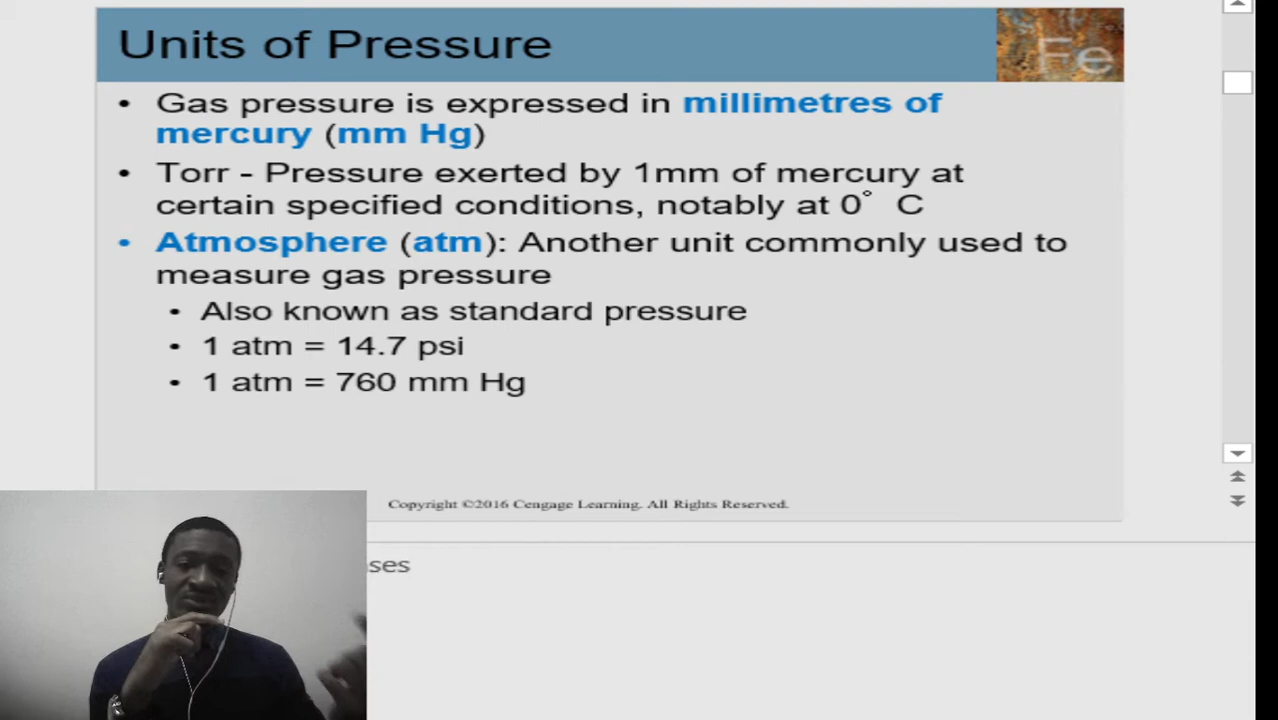 Units of Pressure
Fe
• Gas pressure is expressed in millimetres of
mercury (mm Hg)
• Torr - Pressure exerted by 1mm of mercury at
certain specified conditions, notably at 0° C
• Atmosphere (atm): Another unit commonly used to
measure gas pressure
• Also known as standard pressure
• 1 atm = 14.7 psi
• 1 atm = 760 mm Hg
Copyright ©2016 Cengage Learning. All Rights Reserved.
ses